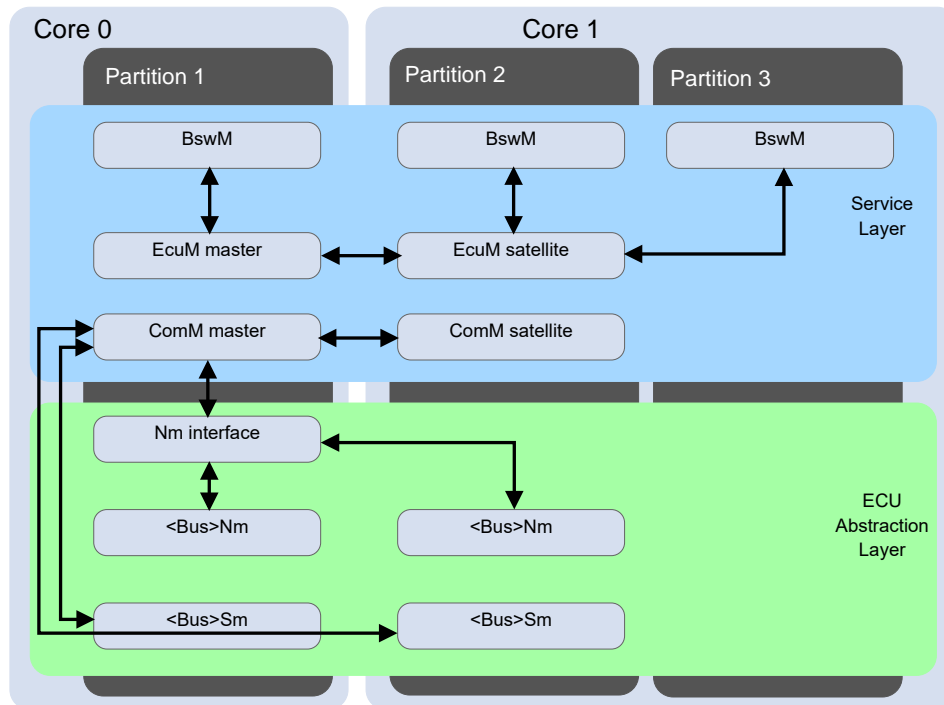 Core 0
Core 1
Partition 1
Partition 2
Partition 3
BswM
BswM
BswM
Service
Layer
EcuM master
EcuM satellite
ComM master
ComM satellite
Nm interface
<Bus>Nm
<Bus>Nm
ECU
Abstraction
Layer
<Bus>Sm
<Bus>Sm